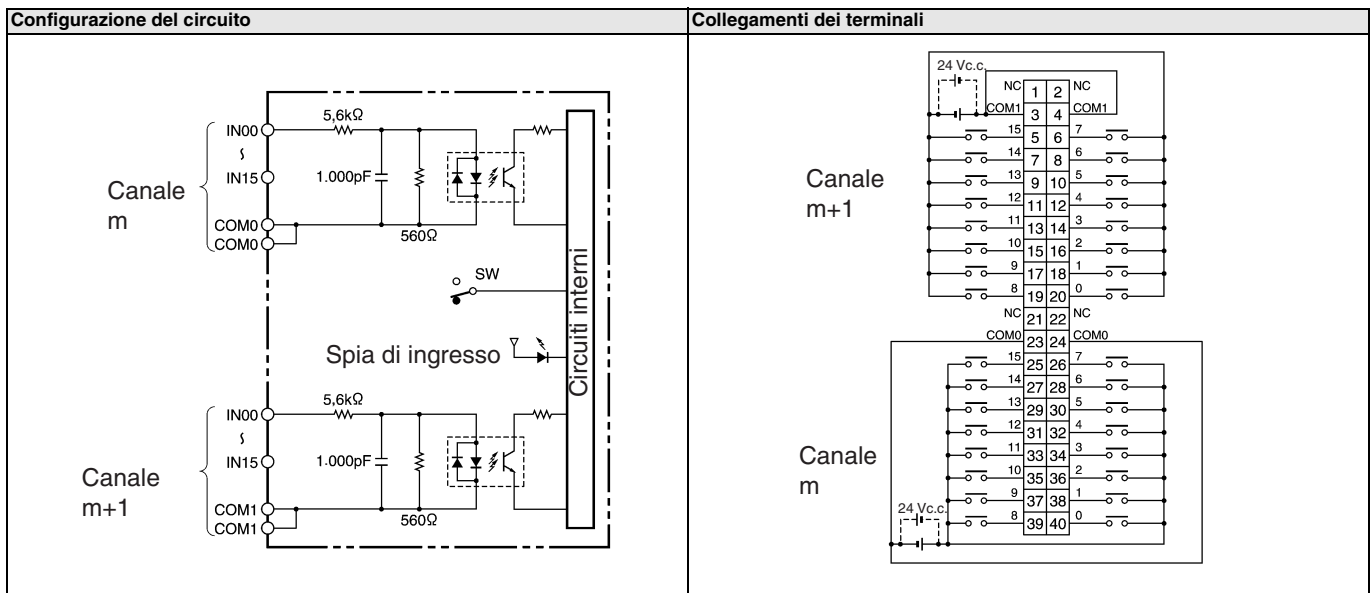 Configurazione del circuito
Collegamenti dei terminali
5,6kΩ
IN00
IN15
COM0
COM0
Canale
m
1.000pF
560Ω
SW
Spia di ingresso
Circuiti interni
5,6kΩ
IN00
IN15
COM1
COM1
Canale
m+1
1.000pF
560Ω
24 Vc.c.
NC 1 2 NC
COM1 3 4 COM1
15 5 6 7
14 7 8 6
13 9 10 5
12 11 12 4
11 13 14 3
10 15 16 2
9 17 18 1
8 19 20 0
Canale
m+1
NC 21 22 NC
COM0 23 24 COM0
15 25 26 7
14 27 28 6
13 29 30 5
12 31 32 4
11 33 34 3
10 35 36 2
9 37 38 1
8 39 40 0
Canale
m
24 Vc.c.